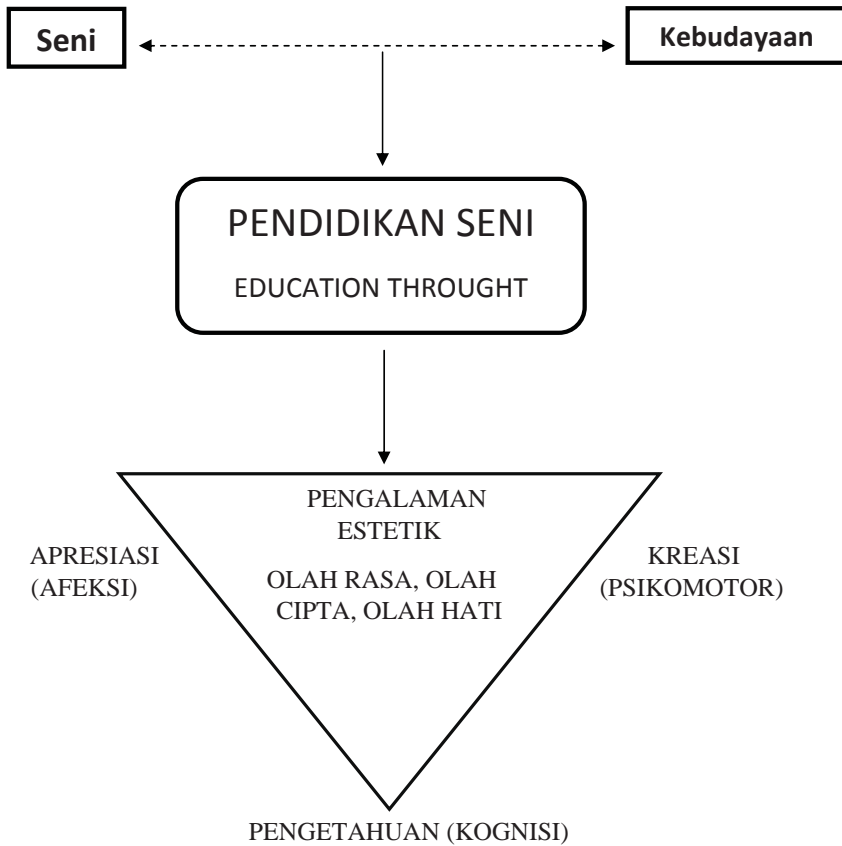 Seni
Kebudayaan
PENDIDIKAN SENI
EDUCATION THROUGHT
PENGALAMAN
ESTETIK
OLAH RASA, OLAH
CIPTA, OLAH HATI
APRESIASI
(AFEKSI)
KREASI
(PSIKOMOTOR)
PENGETAHUAN (KOGNISI)